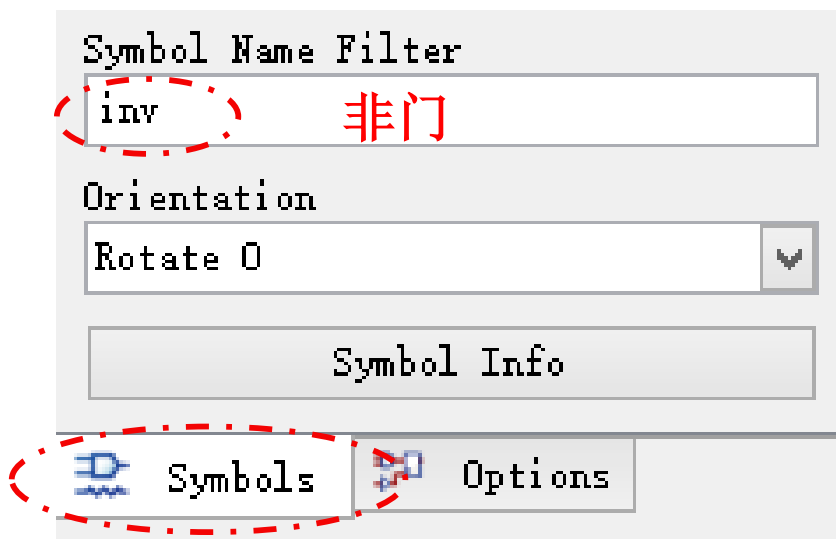 Symbol Name Filter
inv 非门
Orientation
Rotate 0
Symbol Info
Symbols Options